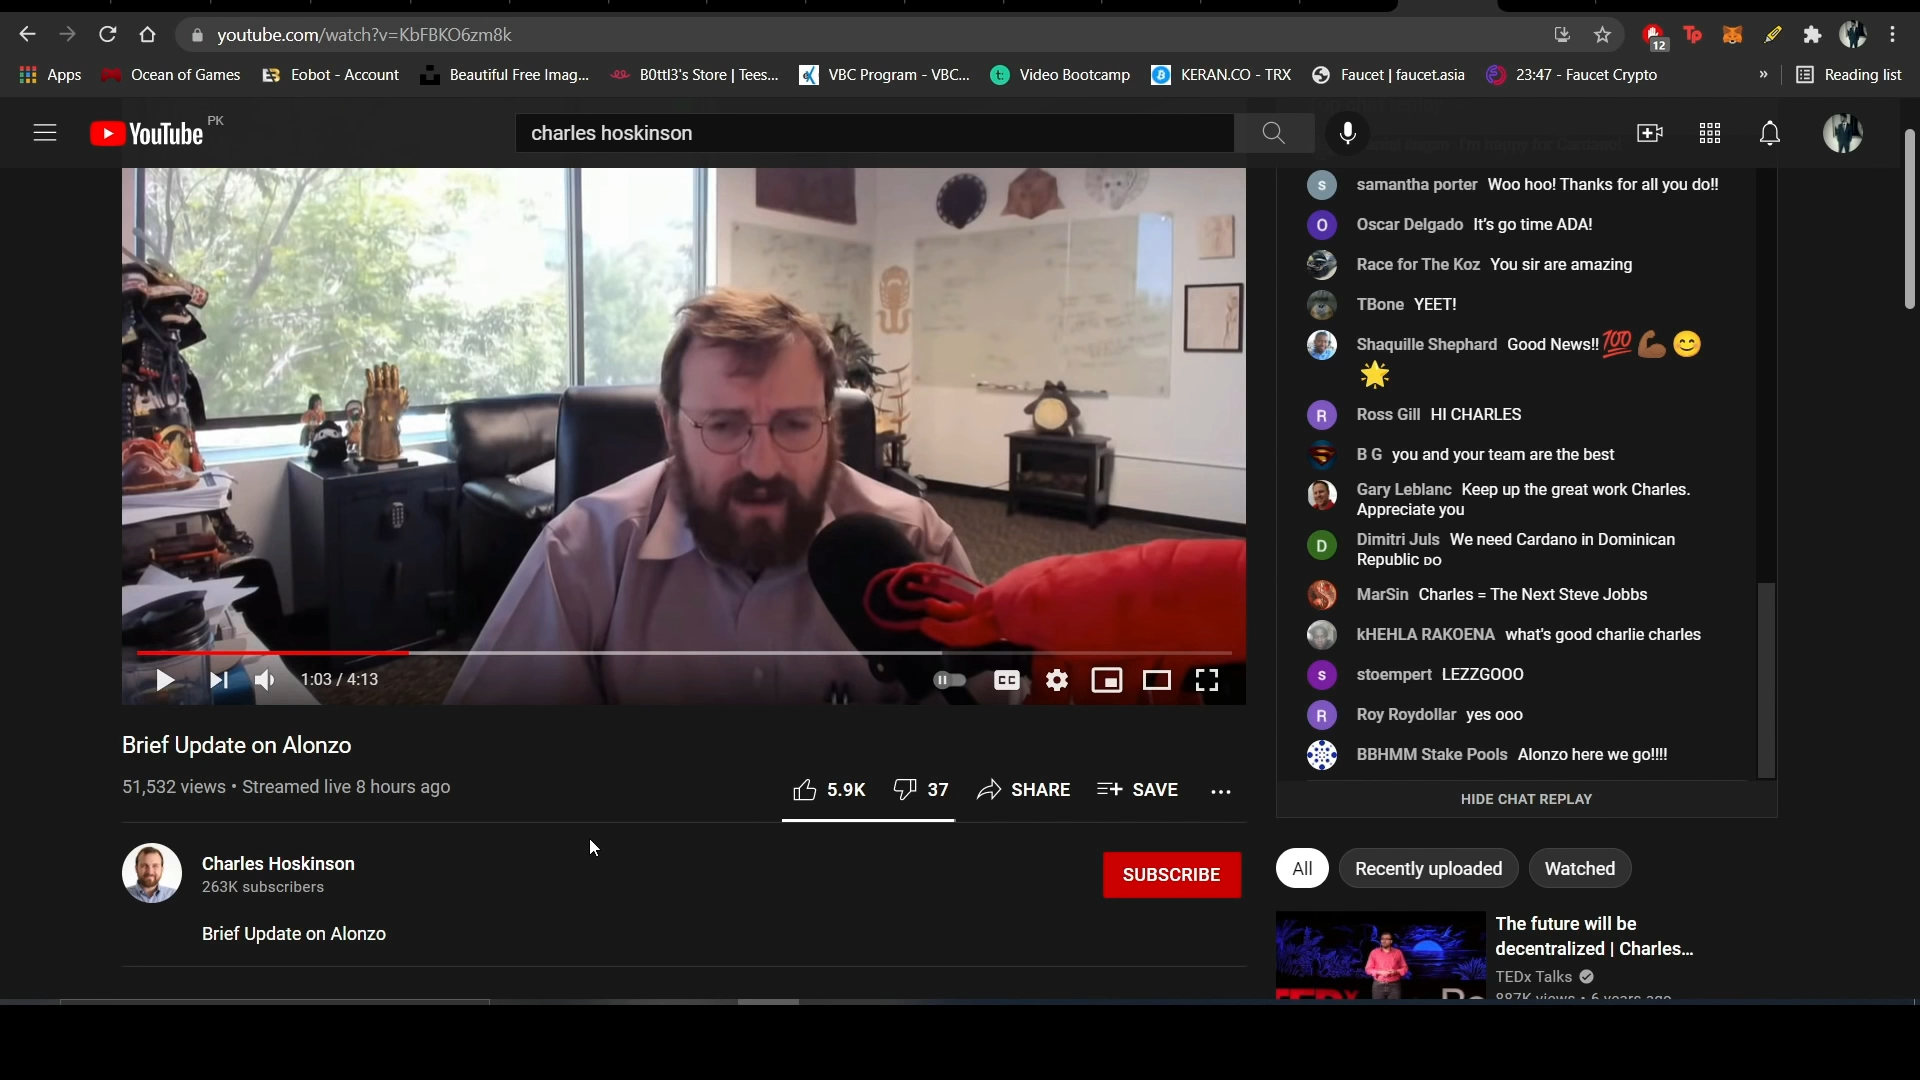 youtube.com/watch?v=KbFBKO6zm8k
12
Apps
Ocean of Games
Eobot - Account
Beautiful Free Imag...
B0ttl3's Store | Tees...
VBC Program - VBC...
Video Bootcamp
KERAN.CO - TRX
Faucet | faucet.asia
23:47 - Faucet Crypto
»
Reading list
YouTube PK
charles hoskinson
samantha porter Woo hoo! Thanks for all you do!!
Oscar Delgado It's go time ADA!
Race for The Koz You sir are amazing
TBone YEET!
Shaquille Shephard Good News!! 💯 💪🏾 😊
🌟
Ross Gill HI CHARLES
B G you and your team are the best
Gary Leblanc Keep up the great work Charles.
Appreciate you
Dimitri Juls We need Cardano in Dominican
Republic DO
MarSin Charles = The Next Steve Jobbs
kHEHLA RAKOENA what's good charlie charles
stoempert LEZZGOOO
Roy Roydollar yes ooo
BBHMM Stake Pools Alonzo here we go!!!!
HIDE CHAT REPLAY
1:03 / 4:13
CC
Brief Update on Alonzo
51,532 views • Streamed live 8 hours ago
5.9K
37
SHARE
SAVE
Charles Hoskinson
263K subscribers
SUBSCRIBE
Brief Update on Alonzo
All
Recently uploaded
Watched
The future will be
decentralized | Charles...
TEDx Talks
887K views • 6 years ago